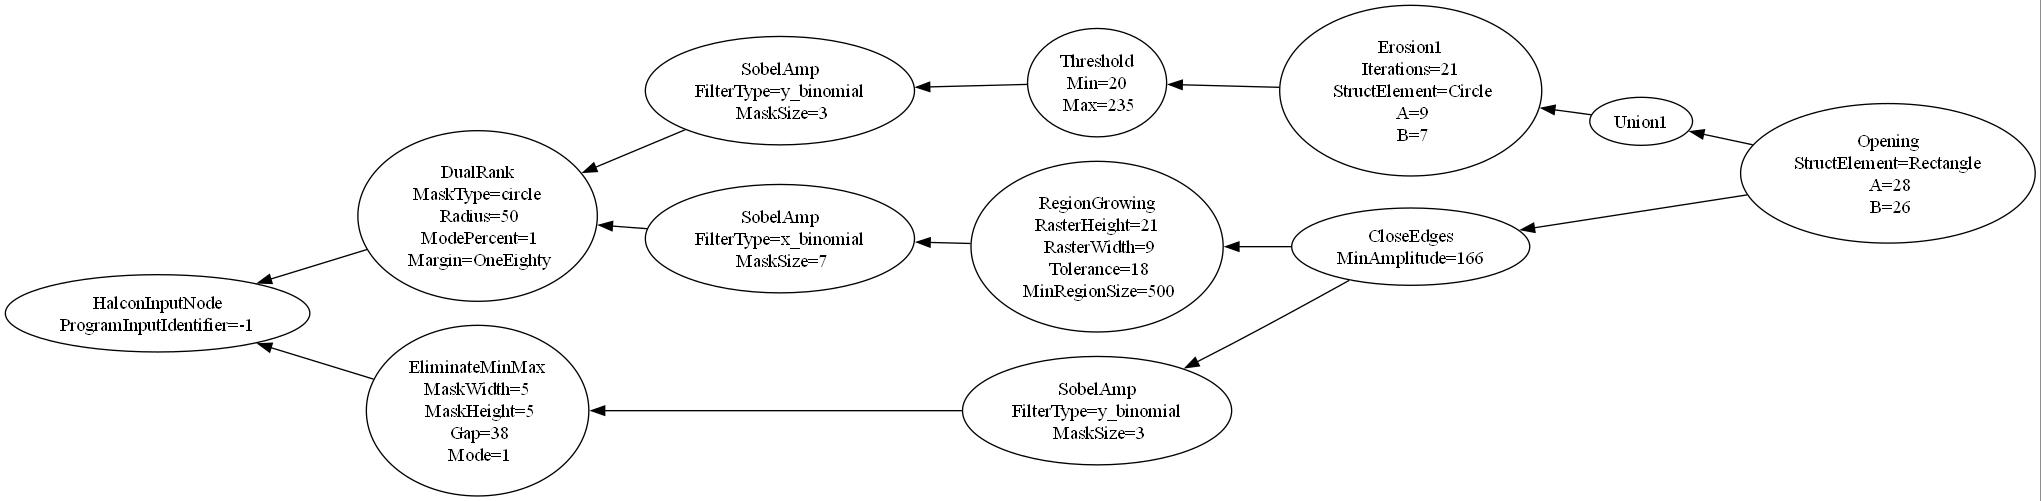 HalconInputNode
ProgramInputIdentifier=-1
DualRank
MaskType=circle
Radius=50
ModePercent=1
Margin=OneEighty
EliminateMinMax
MaskWidth=5
MaskHeight=5
Gap=38
Mode=1
SobelAmp
FilterType=y_binomial
MaskSize=3
SobelAmp
FilterType=x_binomial
MaskSize=7
Threshold
Min=20
Max=235
RegionGrowing
RasterHeight=21
RasterWidth=9
Tolerance=18
MinRegionSize=500
SobelAmp
FilterType=y_binomial
MaskSize=3
Erosion1
Iterations=21
StructElement=Circle
A=9
B=7
CloseEdges
MinAmplitude=166
Union1
Opening
StructElement=Rectangle
A=28
B=26